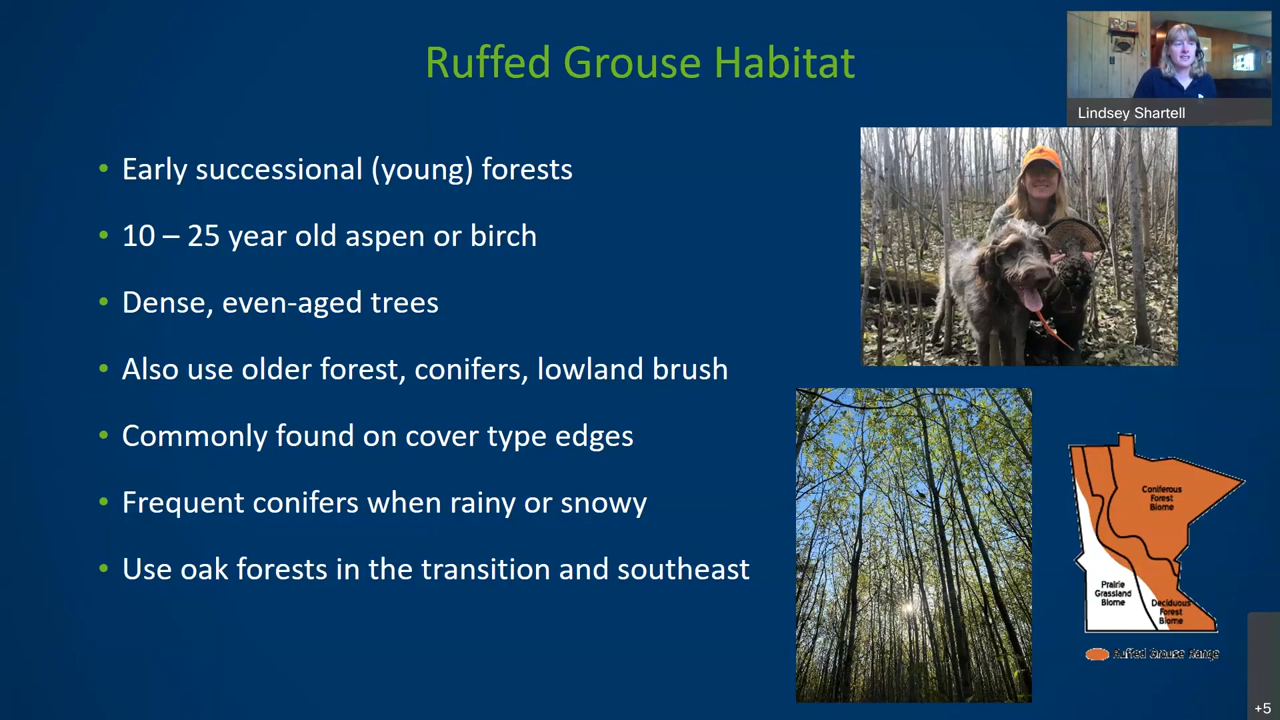 Ruffed Grouse Habitat
Lindsey Shartell
• Early successional (young) forests
• 10 – 25 year old aspen or birch
• Dense, even-aged trees
• Also use older forest, conifers, lowland brush
• Commonly found on cover type edges
• Frequent conifers when rainy or snowy
• Use oak forests in the transition and southeast
Coniferous
Forest
Biome
Prairie
Grassland
Biome
Deciduous
Forest
Biome
Ruffed Grouse Range
+5